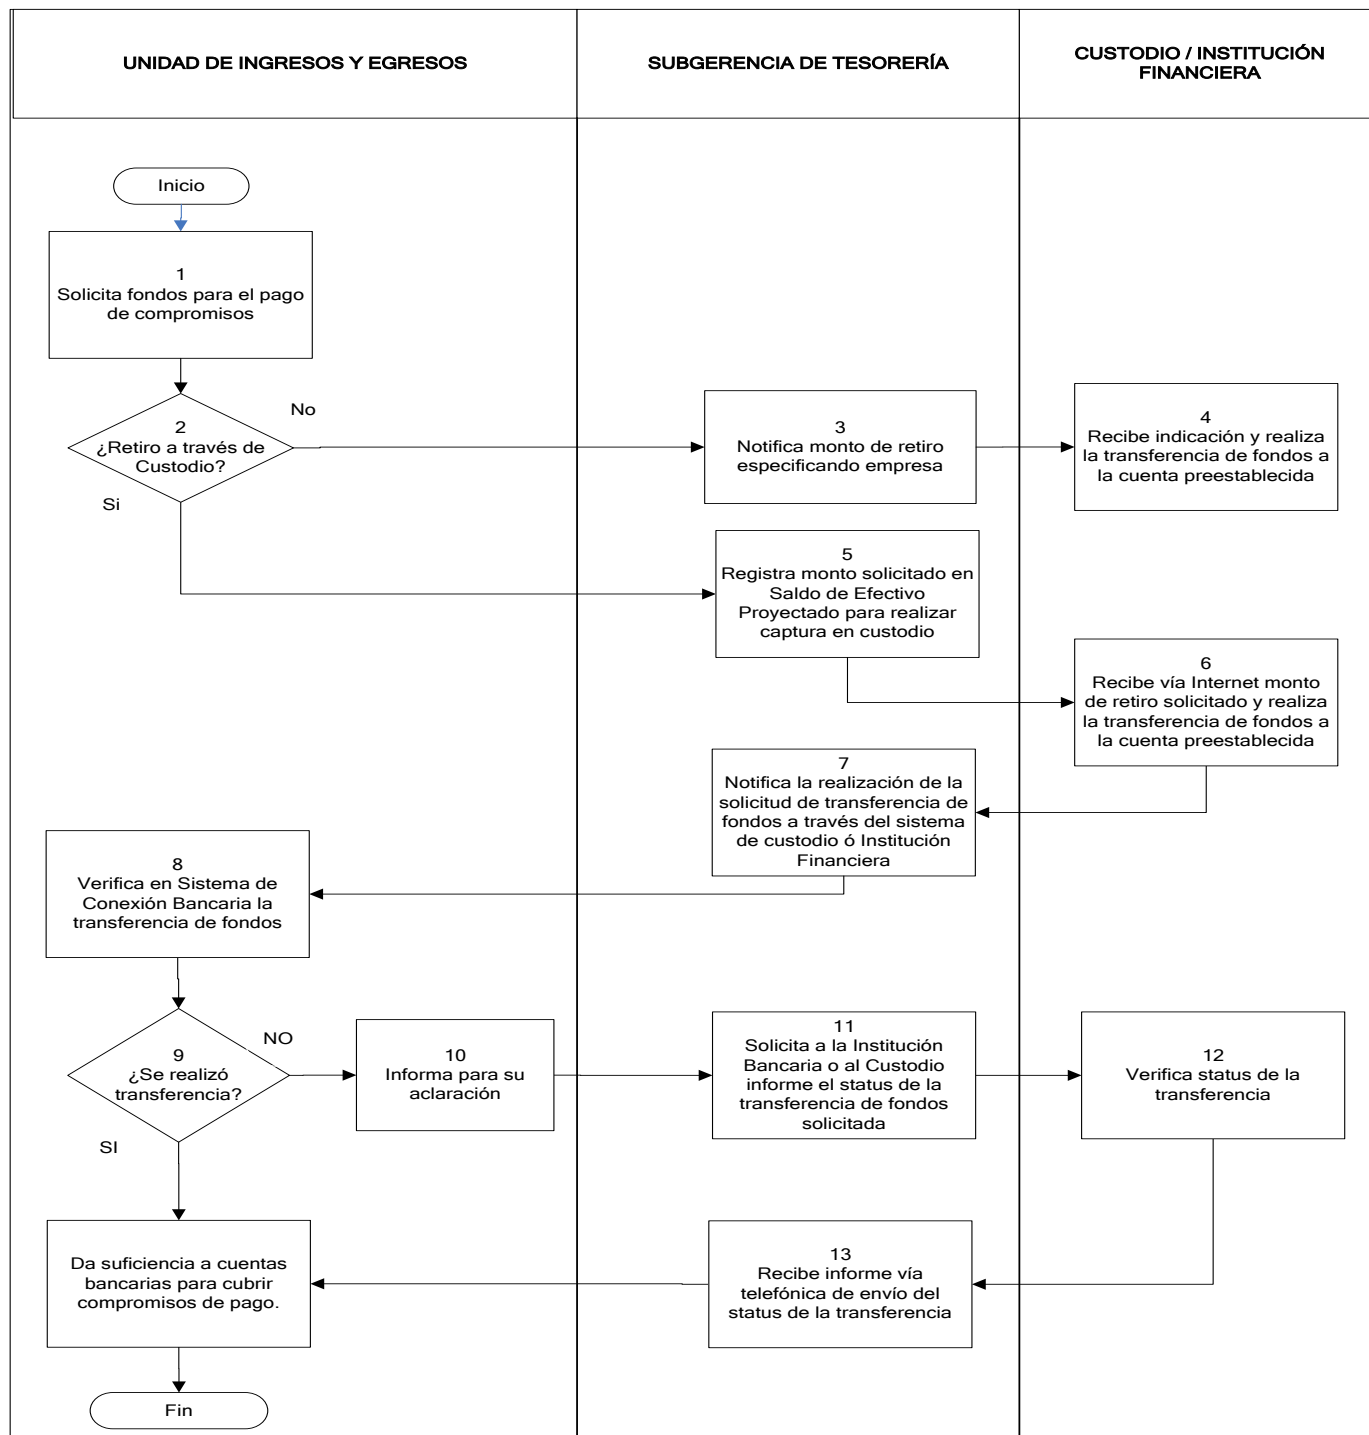 UNIDAD DE INGRESOS Y EGRESOS
SUBGERENCIA DE TESORERÍA
CUSTODIO / INSTITUCIÓN
FINANCIERA
Inicio
1
Solicita fondos para el pago
de compromisos
2
¿Retiro a través de
Custodio?
No
Si
3
Notifica monto de retiro
especificando empresa
4
Recibe indicación y realiza
la transferencia de fondos a
la cuenta preestablecida
5
Registra monto solicitado en
Saldo de Efectivo
Proyectado para realizar
captura en custodio
6
Recibe vía Internet monto
de retiro solicitado y realiza
la transferencia de fondos a
la cuenta preestablecida
7
Notifica la realización de la
solicitud de transferencia de
fondos a través del sistema
de custodio ó Institución
Financiera
8
Verifica en Sistema de
Conexión Bancaria la
transferencia de fondos
9
¿Se realizó
transferencia?
NO
SI
10
Informa para su
aclaración
11
Solicita a la Institución
Bancaria o al Custodio
informe el status de la
transferencia de fondos
solicitada
12
Verifica status de la
transferencia
13
Recibe informe vía
telefónica de envío del
status de la transferencia
Da suficiencia a cuentas
bancarias para cubrir
compromisos de pago.
Fin